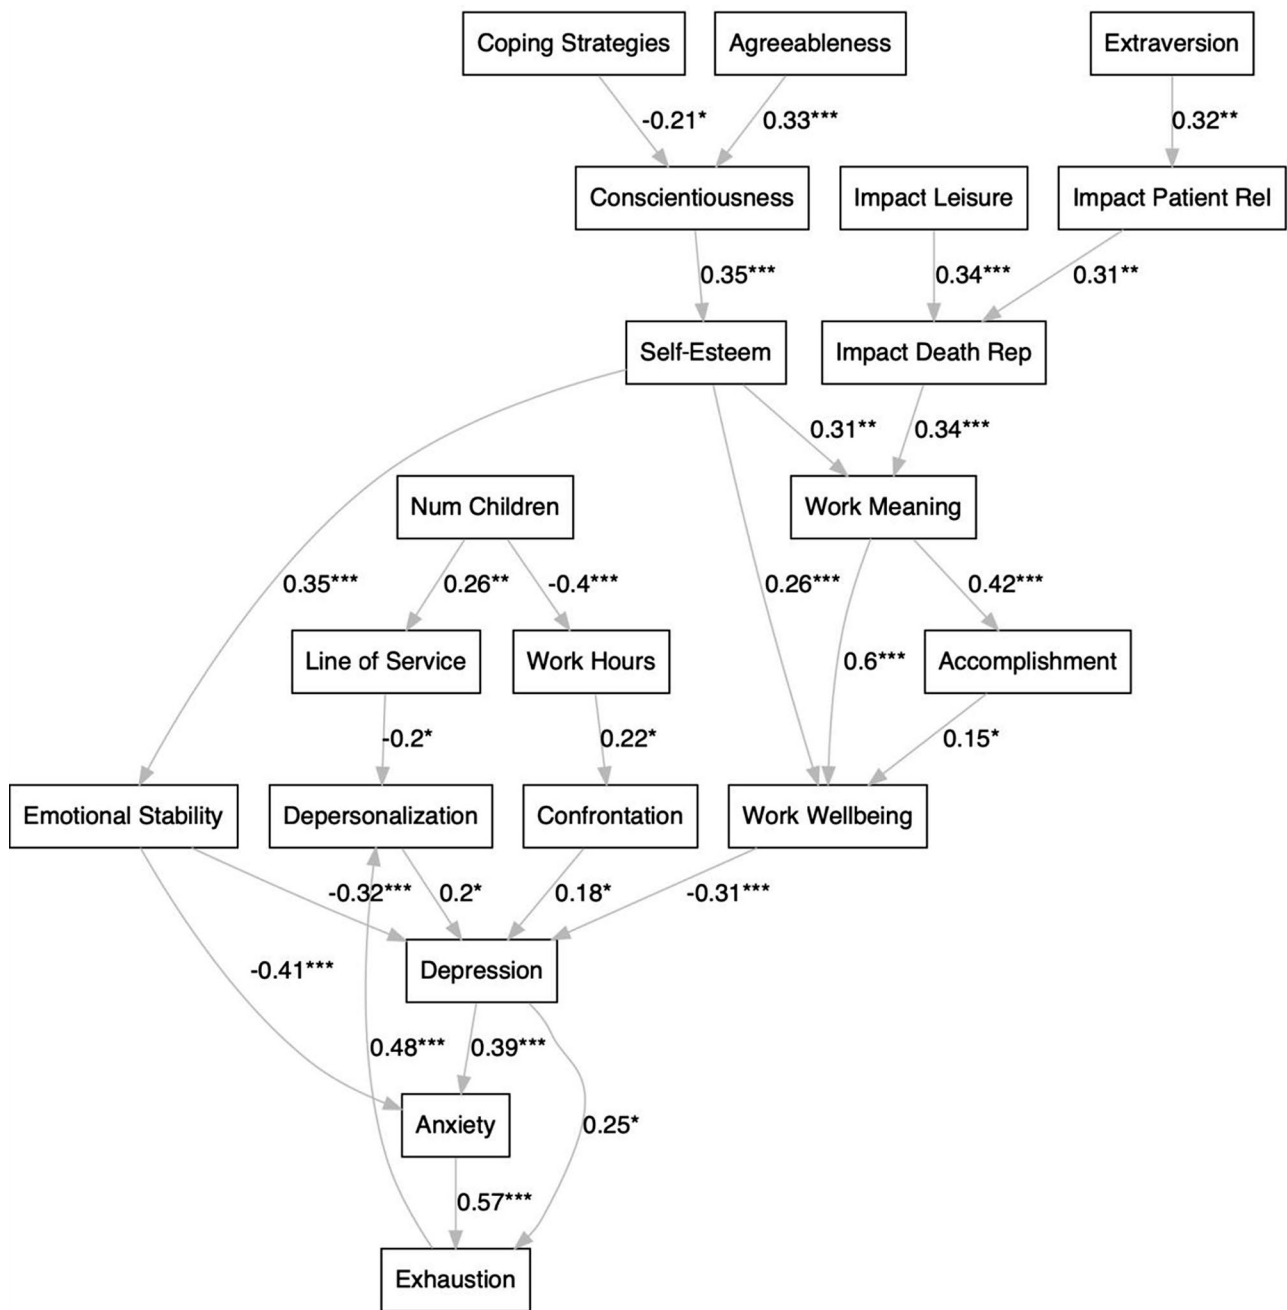 Coping Strategies
Agreeableness
Extraversion
-0.21*
0.33***
0.32**
Conscientiousness
Impact Leisure
Impact Patient Rel
0.35***
0.34***
0.31**
Self-Esteem
Impact Death Rep
0.31**
0.34***
Num Children
Work Meaning
0.35***
0.26**
-0.4***
0.26***
0.42***
Line of Service
Work Hours
0.6***
Accomplishment
-0.2*
0.22*
0.15*
Emotional Stability
Depersonalization
Confrontation
Work Wellbeing
-0.32***
0.2*
0.18*
-0.31***
-0.41***
Depression
0.48***
0.39***
Anxiety
0.25*
0.57***
Exhaustion